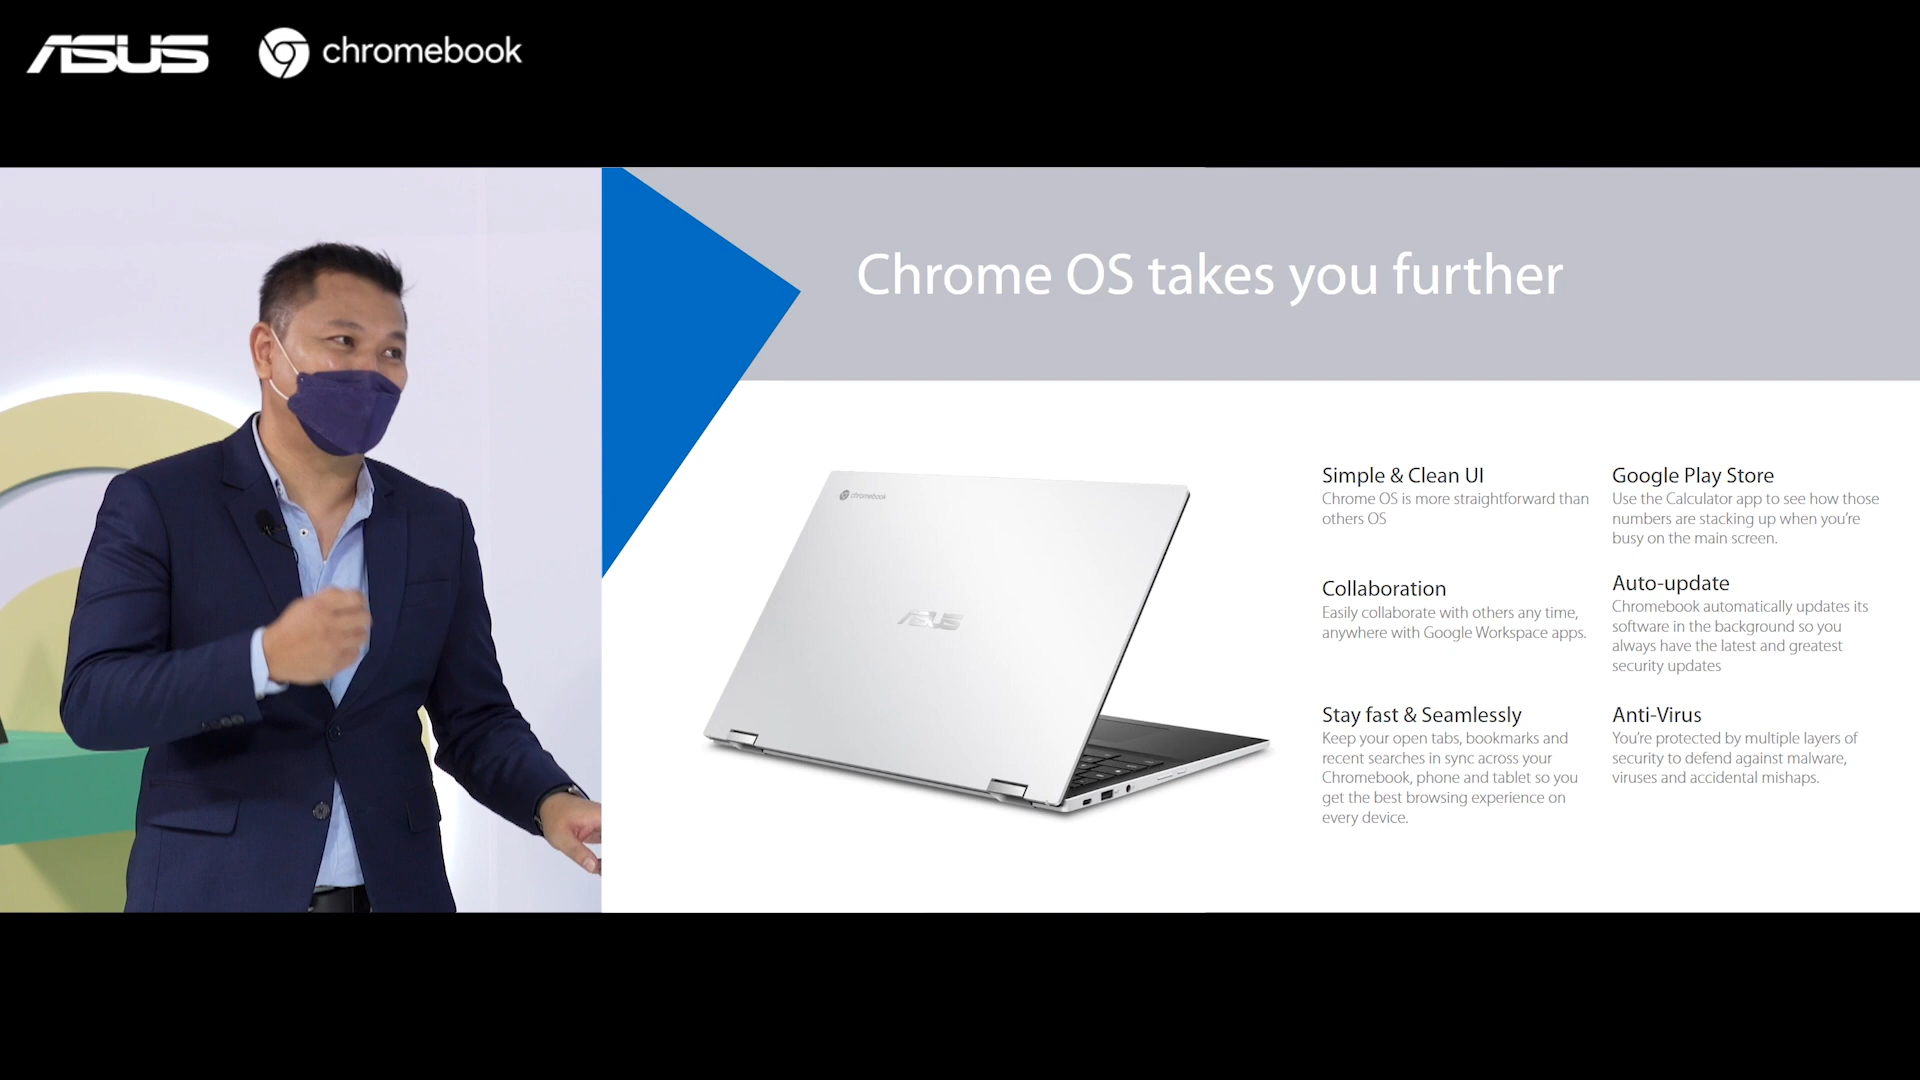 ASUS chromebook
Chrome OS takes you further
chromebook
ASUS
Simple & Clean UI
Chrome OS is more straightforward than
others OS
Collaboration
Easily collaborate with others any time,
anywhere with Google Workspace apps.
Stay fast & Seamlessly
Keep your open tabs, bookmarks and
recent searches in sync across your
Chromebook, phone and tablet so you
get the best browsing experience on
every device.
Google Play Store
Use the Calculator app to see how those
numbers are stacking up when you're
busy on the main screen.
Auto-update
Chromebook automatically updates its
software in the background so you
always have the latest and greatest
security updates
Anti-Virus
You're protected by multiple layers of
security to defend against malware,
viruses and accidental mishaps.